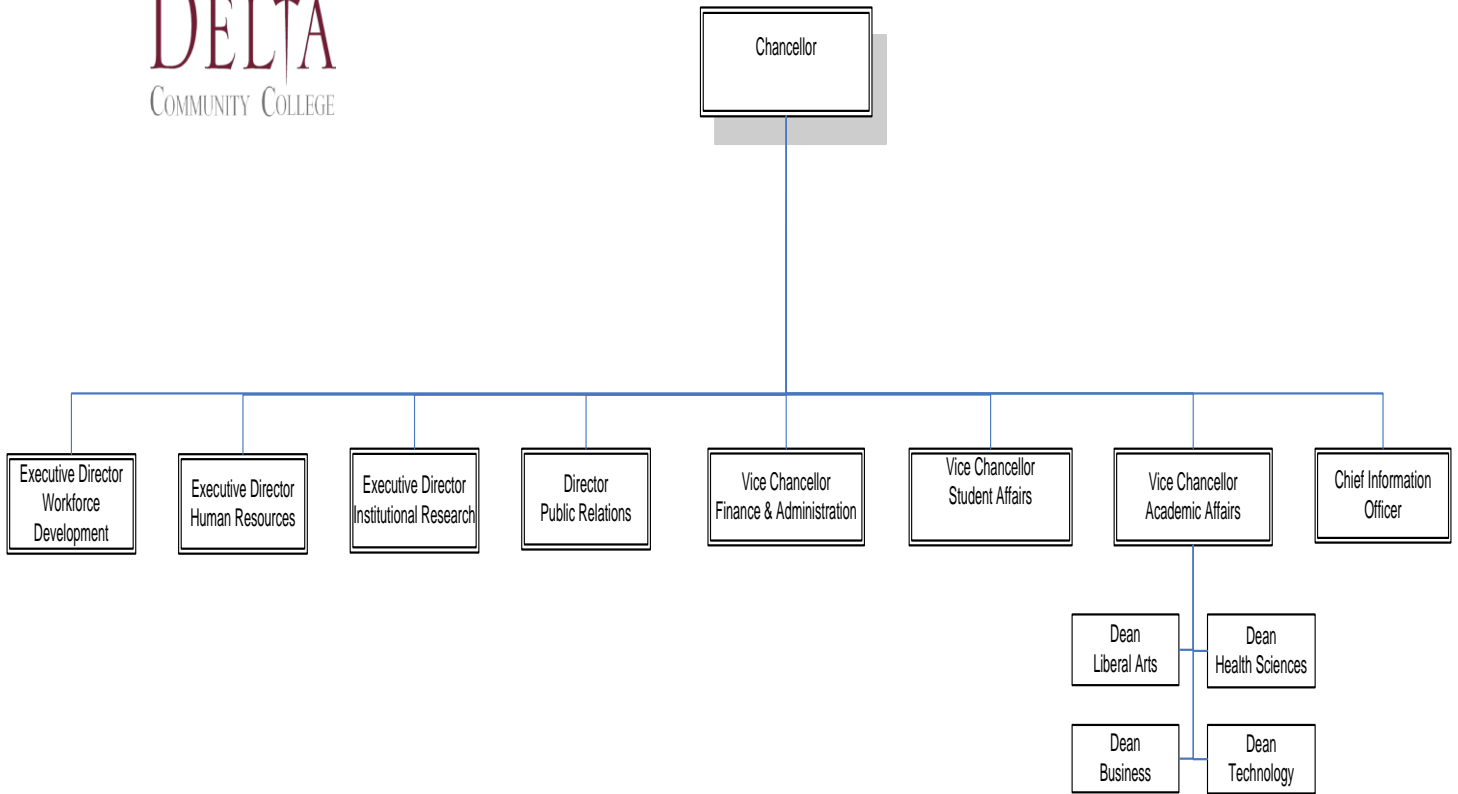 DELTA
COMMUNITY COLLEGE
Chancellor
Executive Director
Workforce
Development
Executive Director
Human Resources
Executive Director
Institutional Research
Director
Public Relations
Vice Chancellor
Finance & Administration
Vice Chancellor
Student Affairs
Vice Chancellor
Academic Affairs
Chief Information
Officer
Dean
Liberal Arts
Dean
Health Sciences
Dean
Business
Dean
Technology